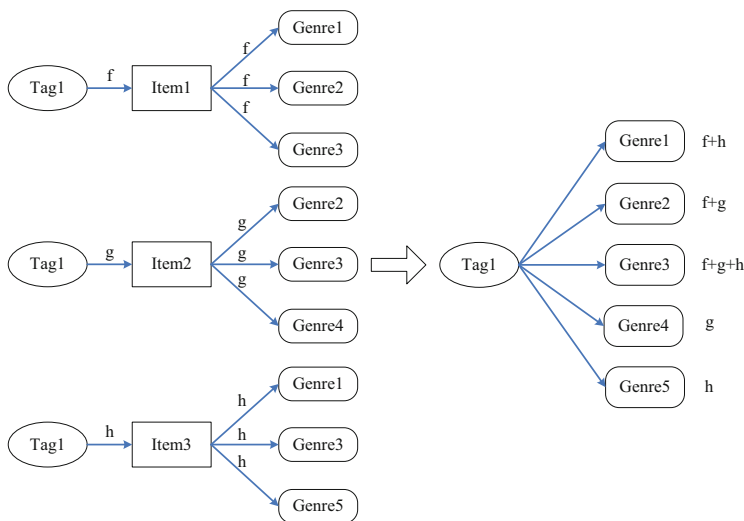 Tag1
f
Item1
f
f
f
Genre1
Genre2
Genre3
Tag1
g
Item2
g
g
g
Genre2
Genre3
Genre4
Tag1
h
Item3
h
h
h
Genre1
Genre3
Genre5
Tag1
Genre1 f+h
Genre2 f+g
Genre3 f+g+h
Genre4 g
Genre5 h